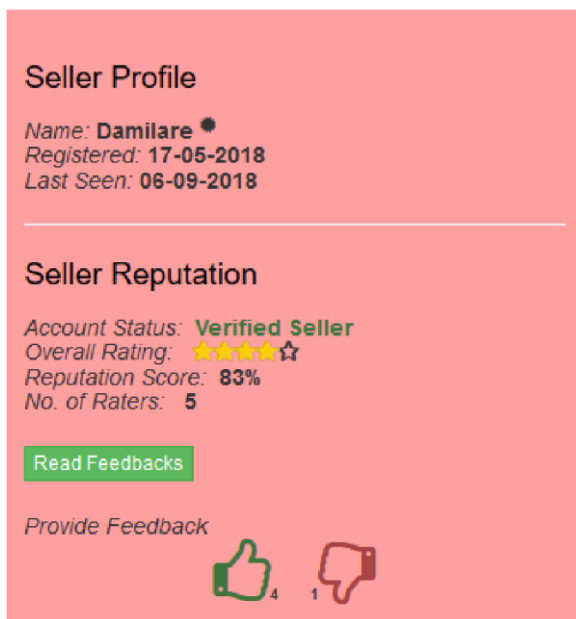 Seller Profile
Name: Damilare
Registered: 17-05-2018
Last Seen: 06-09-2018
Seller Reputation
Account Status: Verified Seller
Overall Rating:
Reputation Score: 83%
No. of Raters: 5
Read Feedbacks
Provide Feedback
4 1